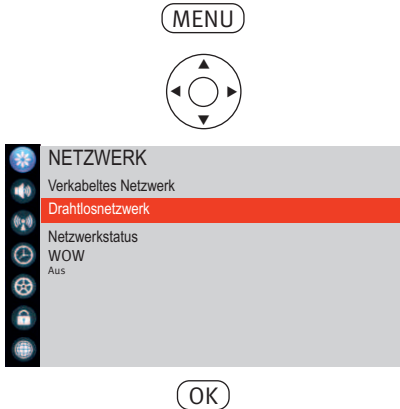 MENU
NETZWERK
Verkabeltes Netzwerk
Drahtlosnetzwerk
Netzwerkstatus
WOW
Aus
OK